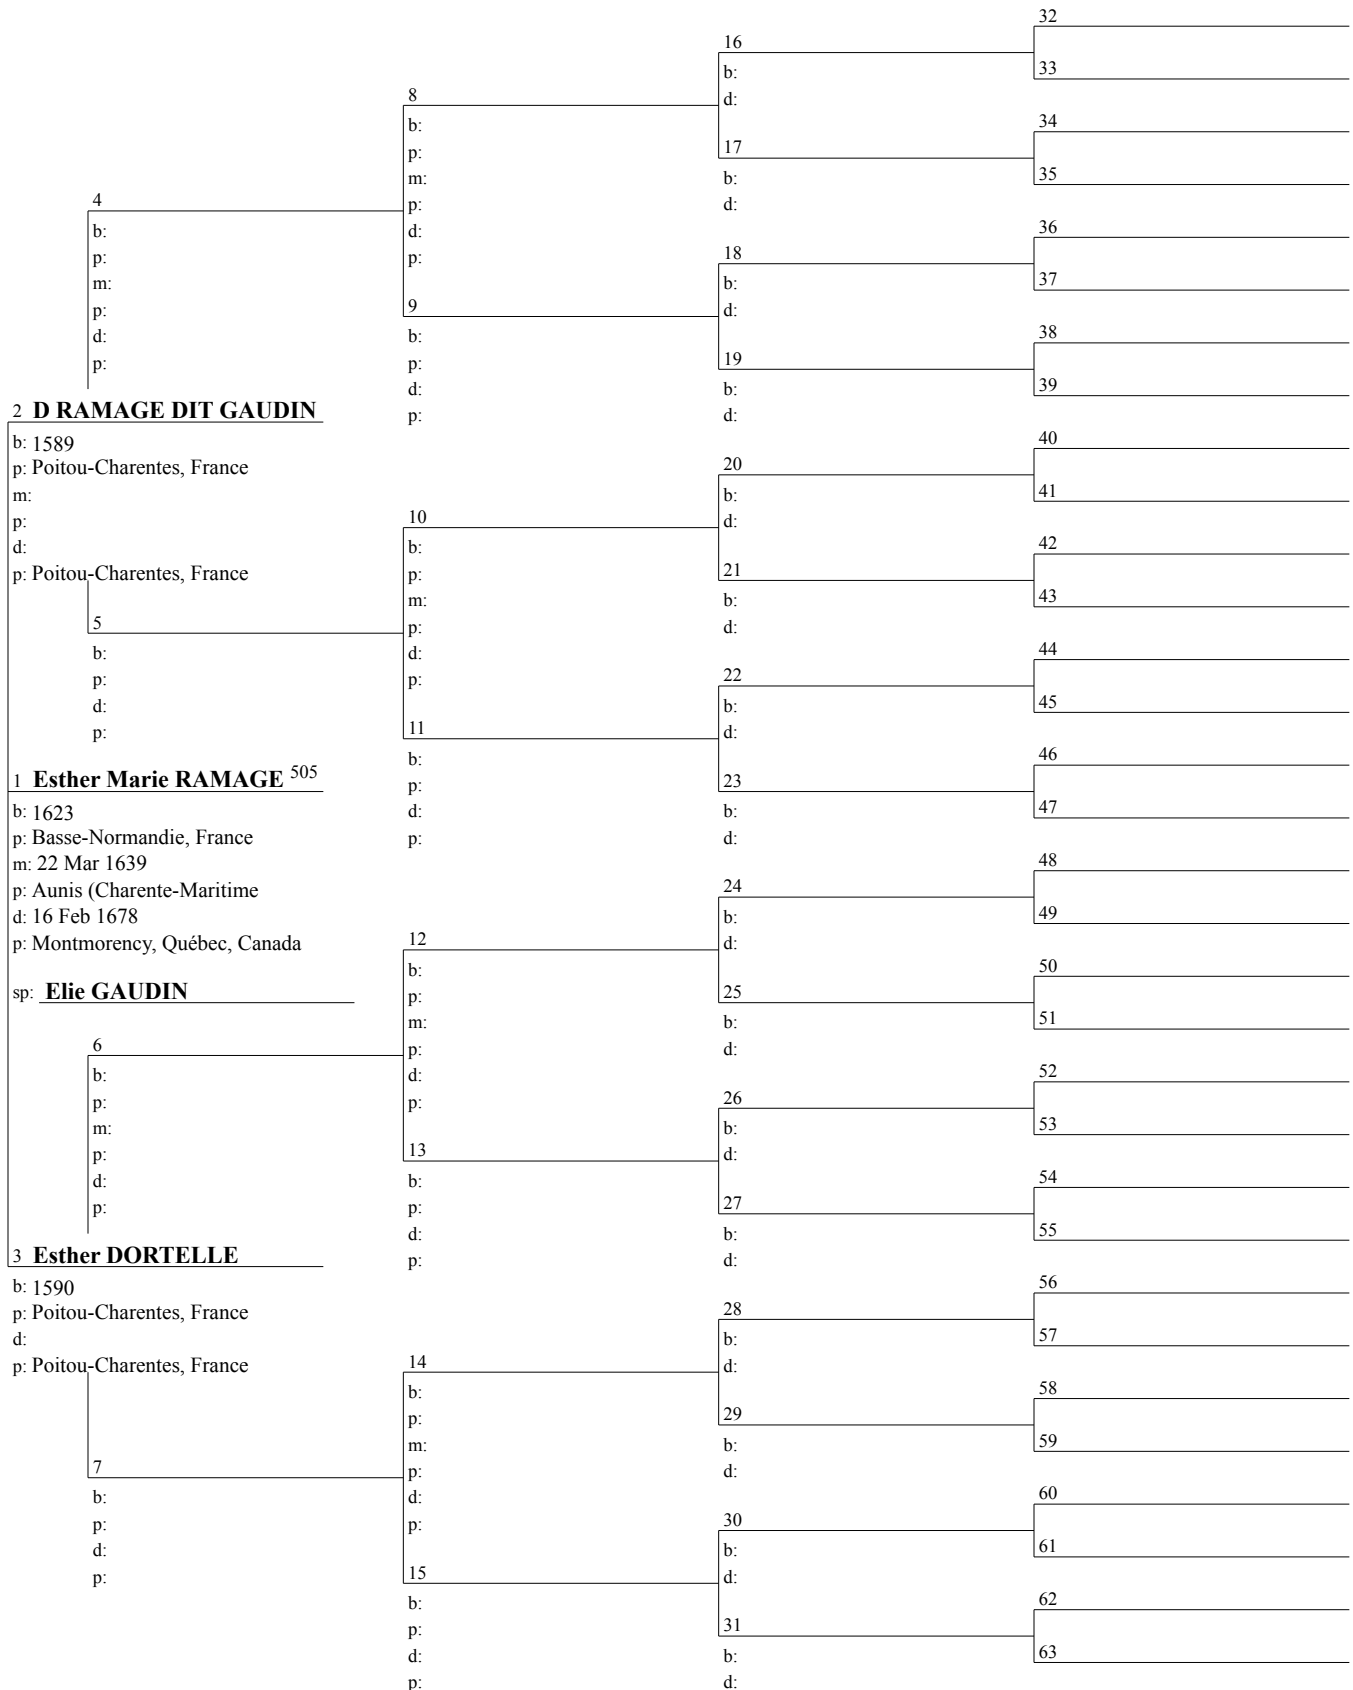 4
b:
p:
m:
p:
d:
p:
2 D RAMAGE DIT GAUDIN
b: 1589
p: Poitou-Charentes, France
m:
p:
d:
p: Poitou-Charentes, France
5
b:
p:
d:
p:
1 Esther Marie RAMAGE 505
b: 1623
p: Basse-Normandie, France
m: 22 Mar 1639
p: Aunis (Charente-Maritime
d: 16 Feb 1678
p: Montmorency, Québec, Canada
sp: Elie GAUDIN
6
b:
p:
m:
p:
d:
p:
3 Esther DORTELLE
b: 1590
p: Poitou-Charentes, France
d:
p: Poitou-Charentes, France
7
b:
p:
d:
p:
8
b:
p:
m:
p:
d:
p:
9
b:
p:
d:
p:
10
b:
p:
m:
p:
d:
p:
11
b:
p:
d:
p:
12
b:
p:
m:
p:
d:
p:
13
b:
p:
d:
p:
14
b:
p:
m:
p:
d:
p:
15
b:
p:
d:
p:
16
b:
d:
17
b:
d:
18
b:
d:
19
b:
d:
20
b:
d:
21
b:
d:
22
b:
d:
23
b:
d:
24
b:
d:
25
b:
d:
26
b:
d:
27
b:
d:
28
b:
d:
29
b:
d:
30
b:
d:
31
b:
d:
32
33
34
35
36
37
38
39
40
41
42
43
44
45
46
47
48
49
50
51
52
53
54
55
56
57
58
59
60
61
62
63